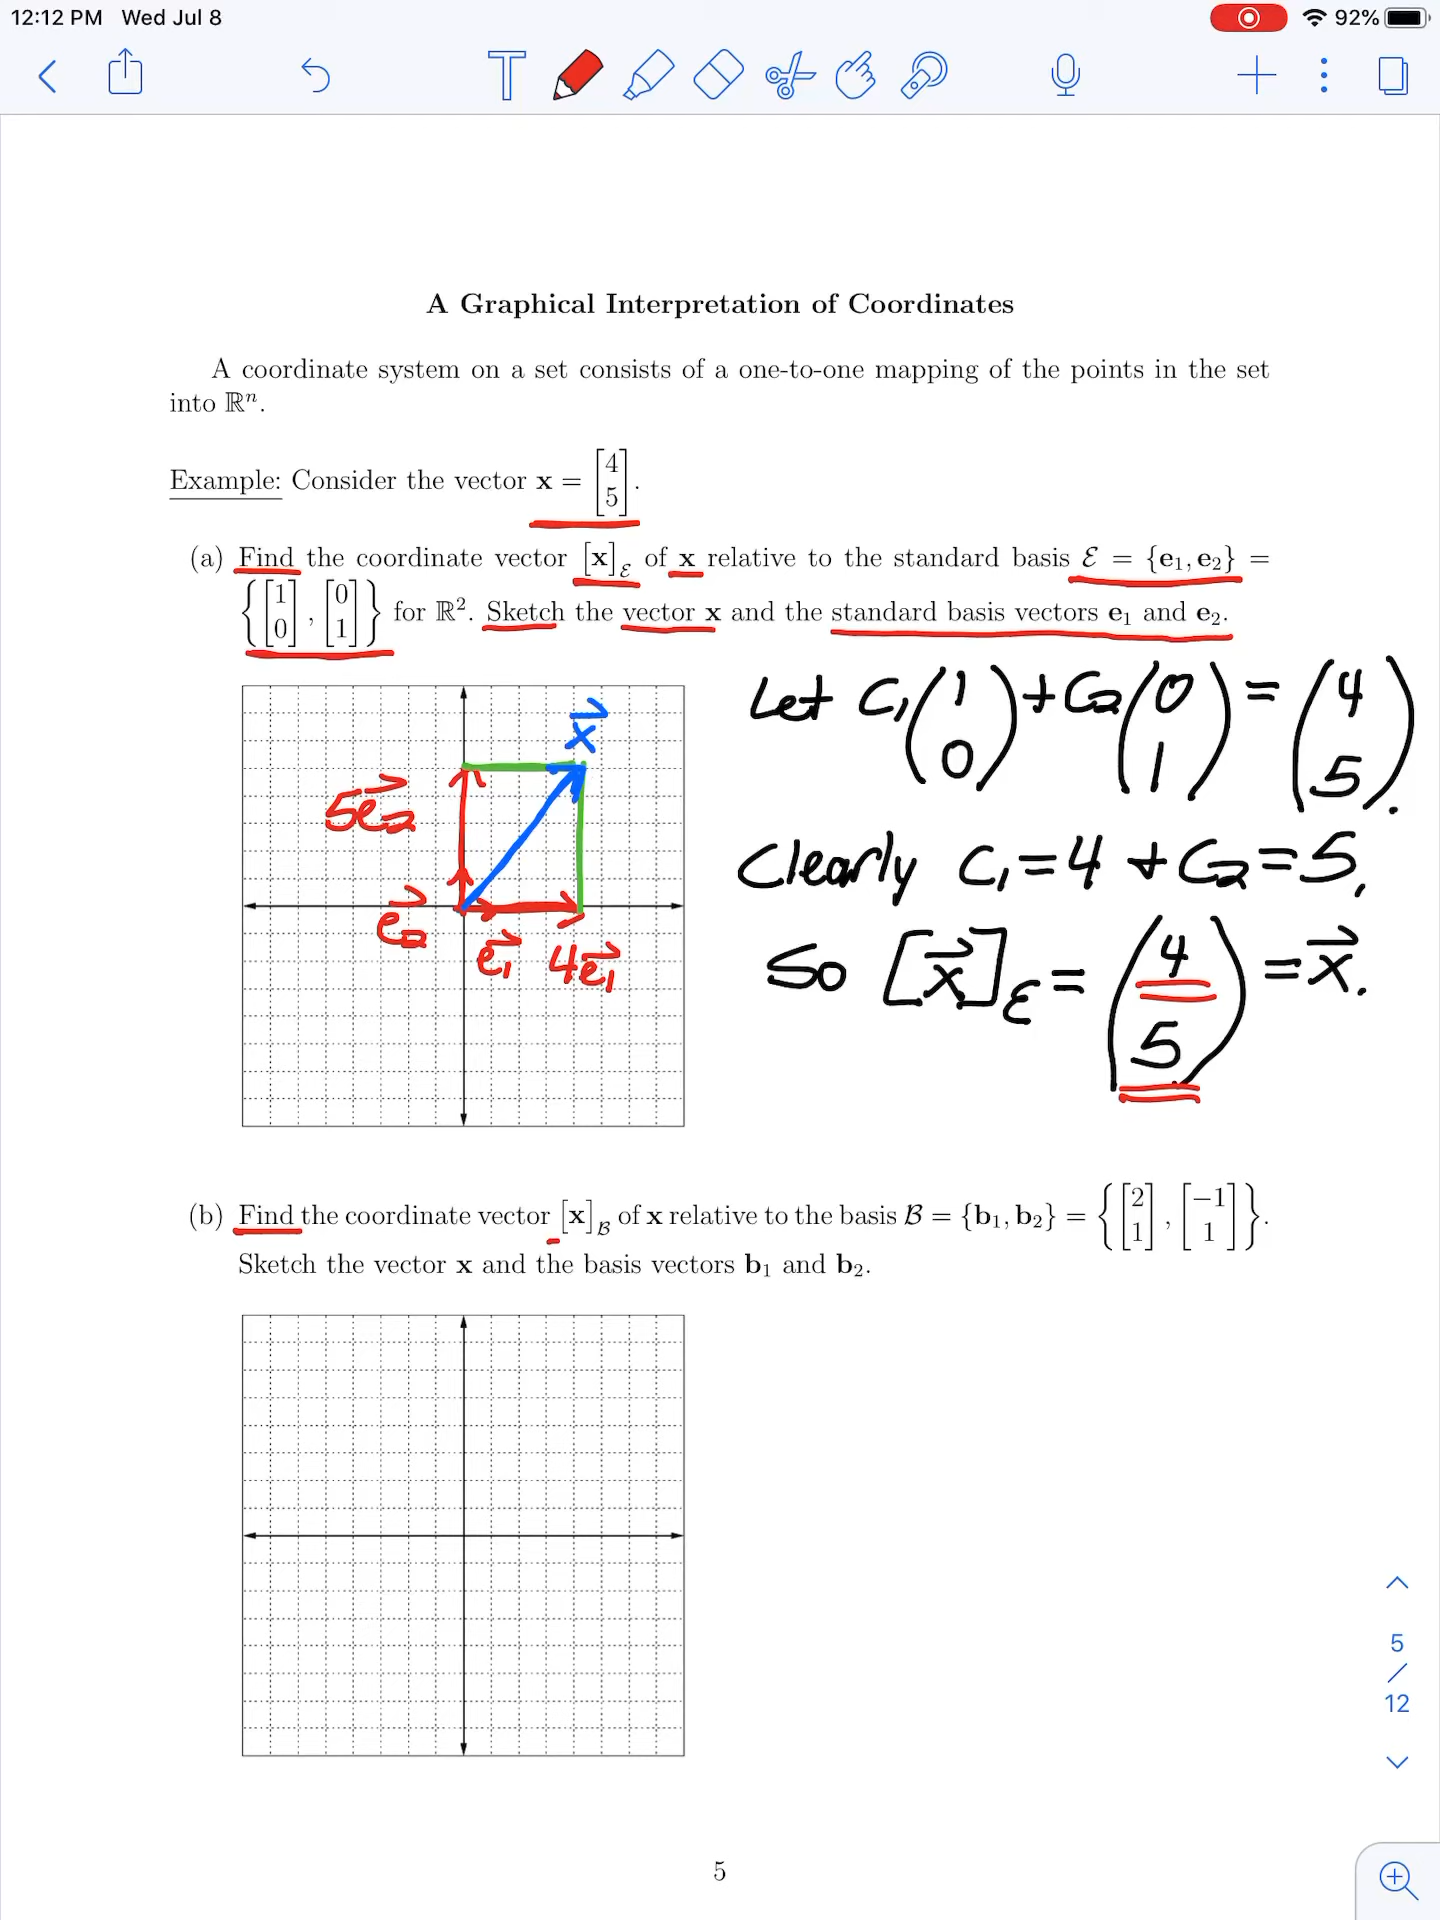 12:12 PM Wed Jul 8 92%
T
A Graphical Interpretation of Coordinates
A coordinate system on a set consists of a one-to-one mapping of the points in the set
into ℝⁿ.
Example: Consider the vector x = [4 5].
(a) Find the coordinate vector [x]_ℰ of x relative to the standard basis ℰ = {e₁, e₂} =
{[1 0], [0 1]} for ℝ². Sketch the vector x and the standard basis vectors e₁ and e₂.
Let C₁(1 0) + C₂(0 1) = (4 5).
Clearly C₁=4 + C₂=5.
So [x⃗]_ℰ = (4 5) = x⃗.
x⃗
5e⃗₂
e⃗₂
e⃗₁ 4e⃗₁
(b) Find the coordinate vector [x]_ℬ of x relative to the basis ℬ = {b₁, b₂} = {[2 1], [−1 1]}.
Sketch the vector x and the basis vectors b₁ and b₂.
5
/
12
5